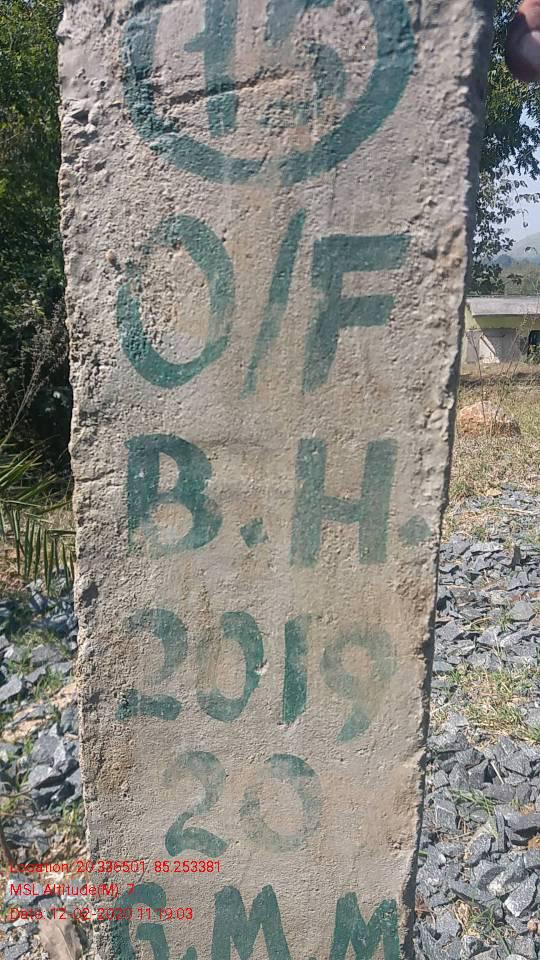 15
O/F
B.H.
2019
20
G.M.M
Location: 20.336501, 85.253381
MSL Altitude(M): 7
Date: 12-02-2020 11:19:03